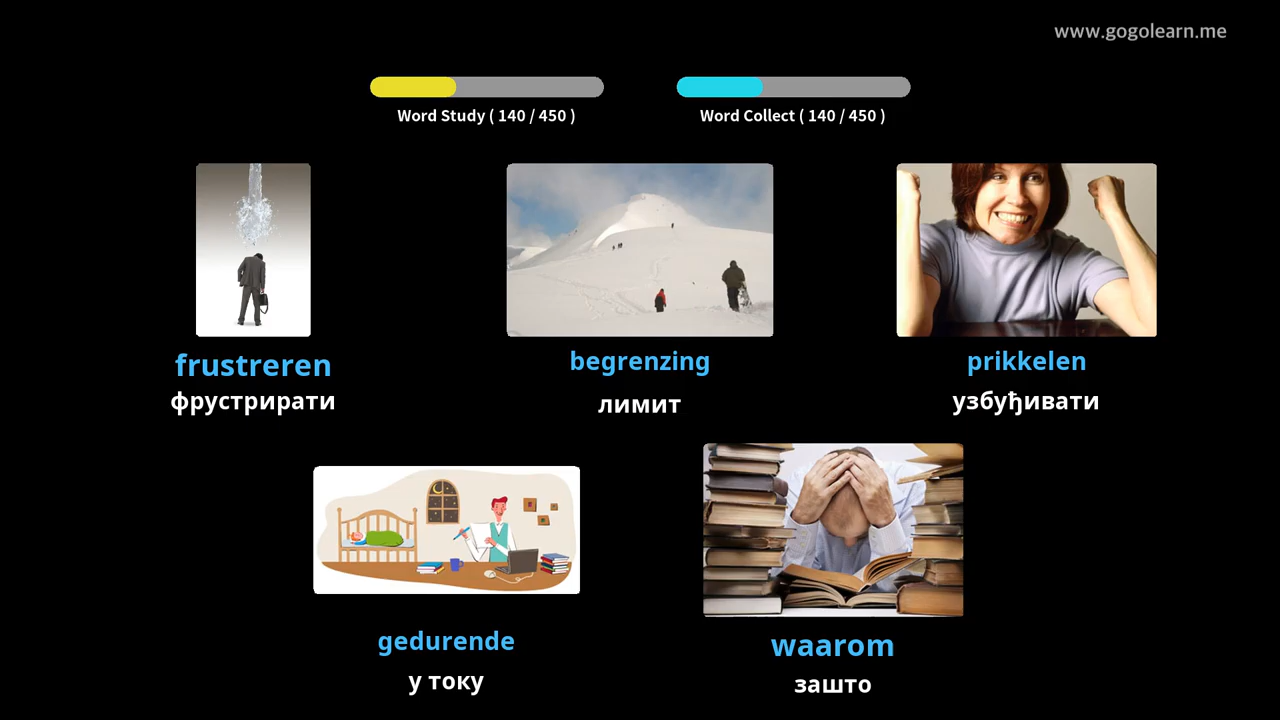 www.gogolearn.me
Word Study ( 140 / 450 )
Word Collect ( 140 / 450 )
frustreren
фрустрирати
begrenzing
лимит
prikkelen
узбуђивати
gedurende
у току
waarom
зашто